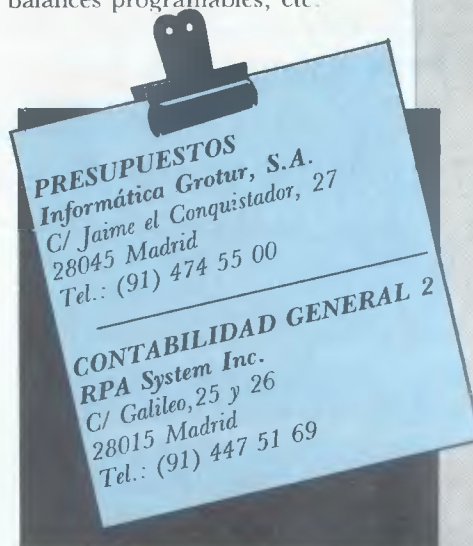 Balances programables, etc.
PRESUPUESTOS
Informática Grotur, S.A.
C/ Jaime el Conquistador, 27
28045 Madrid
Tel.: (91) 474 55 00
CONTABILIDAD GENERAL 2
RPA System Inc.
C/ Galileo,25 y 26
28015 Madrid
Tel.: (91) 447 51 69